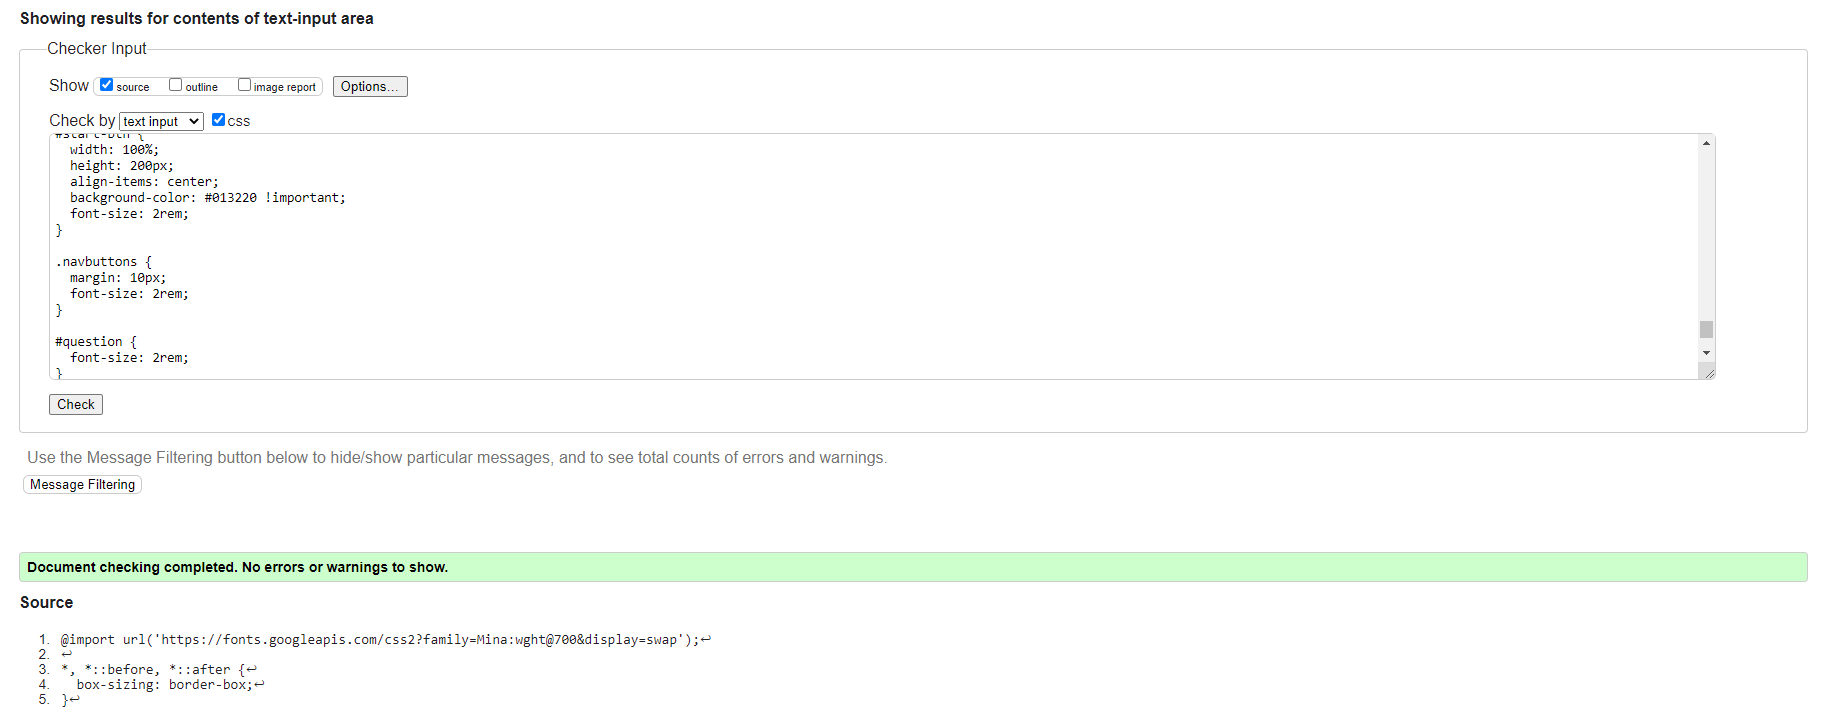 Showing results for contents of text-input area
Checker Input
Show source outline image report Options...
Check by text input css
#start-btn {
width: 100%;
height: 200px;
align-items: center;
background-color: #013220 !important;
font-size: 2rem;
}
.navbuttons {
margin: 10px;
font-size: 2rem;
}
#question {
font-size: 2rem;
}
Check
Use the Message Filtering button below to hide/show particular messages, and to see total counts of errors and warnings.
Message Filtering
Document checking completed. No errors or warnings to show.
Source
1. @import url('https://fonts.googleapis.com/css2?family=Mina:wght@700&display=swap');↩
2. ↩
3. *, *::before, *::after {↩
4. box-sizing: border-box;↩
5. }↩